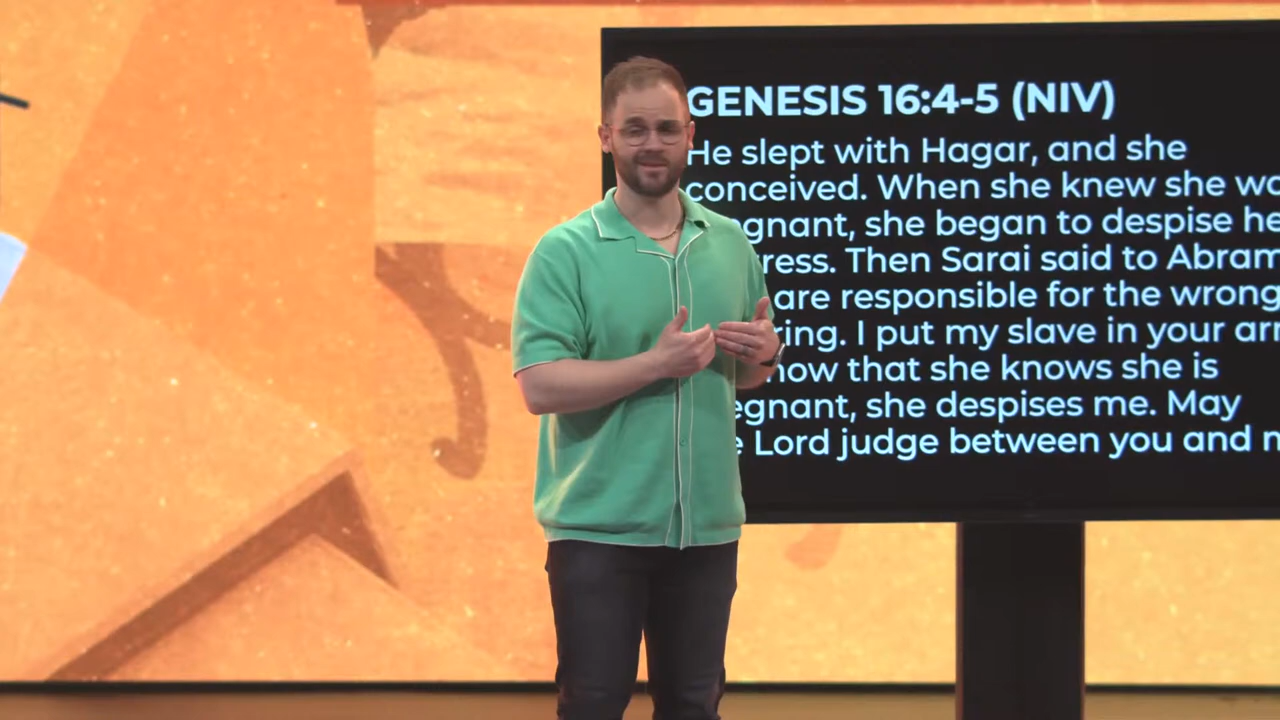 GENESIS 16:4-5 (NIV)
He slept with Hagar, and she
conceived. When she knew she
she began to despise
Then Sarai said to Abram
are responsible for the wrong
I put my slave in your
that she knows she is
she despises me. May
Lord judge between you and